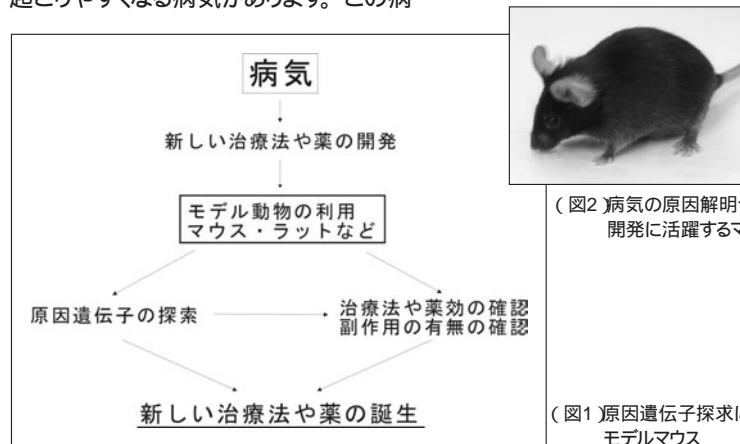 起こりやすくなる病気があります。この病
病気
新しい治療法や薬の開発
モデル動物の利用
マウス・ラットなど
原因遺伝子の探索
治療法や薬効の確認
副作用の有無の確認
新しい治療法や薬の誕生
(図2)病気の原因解明
開発に活躍するマ
(図1)原因遺伝子探求
モデルマウス